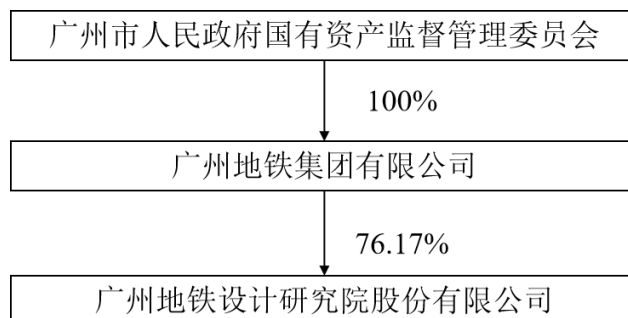 广州市人民政府国有资产监督管理委员会
100%
广州地铁集团有限公司
76.17%
广州地铁设计研究院股份有限公司